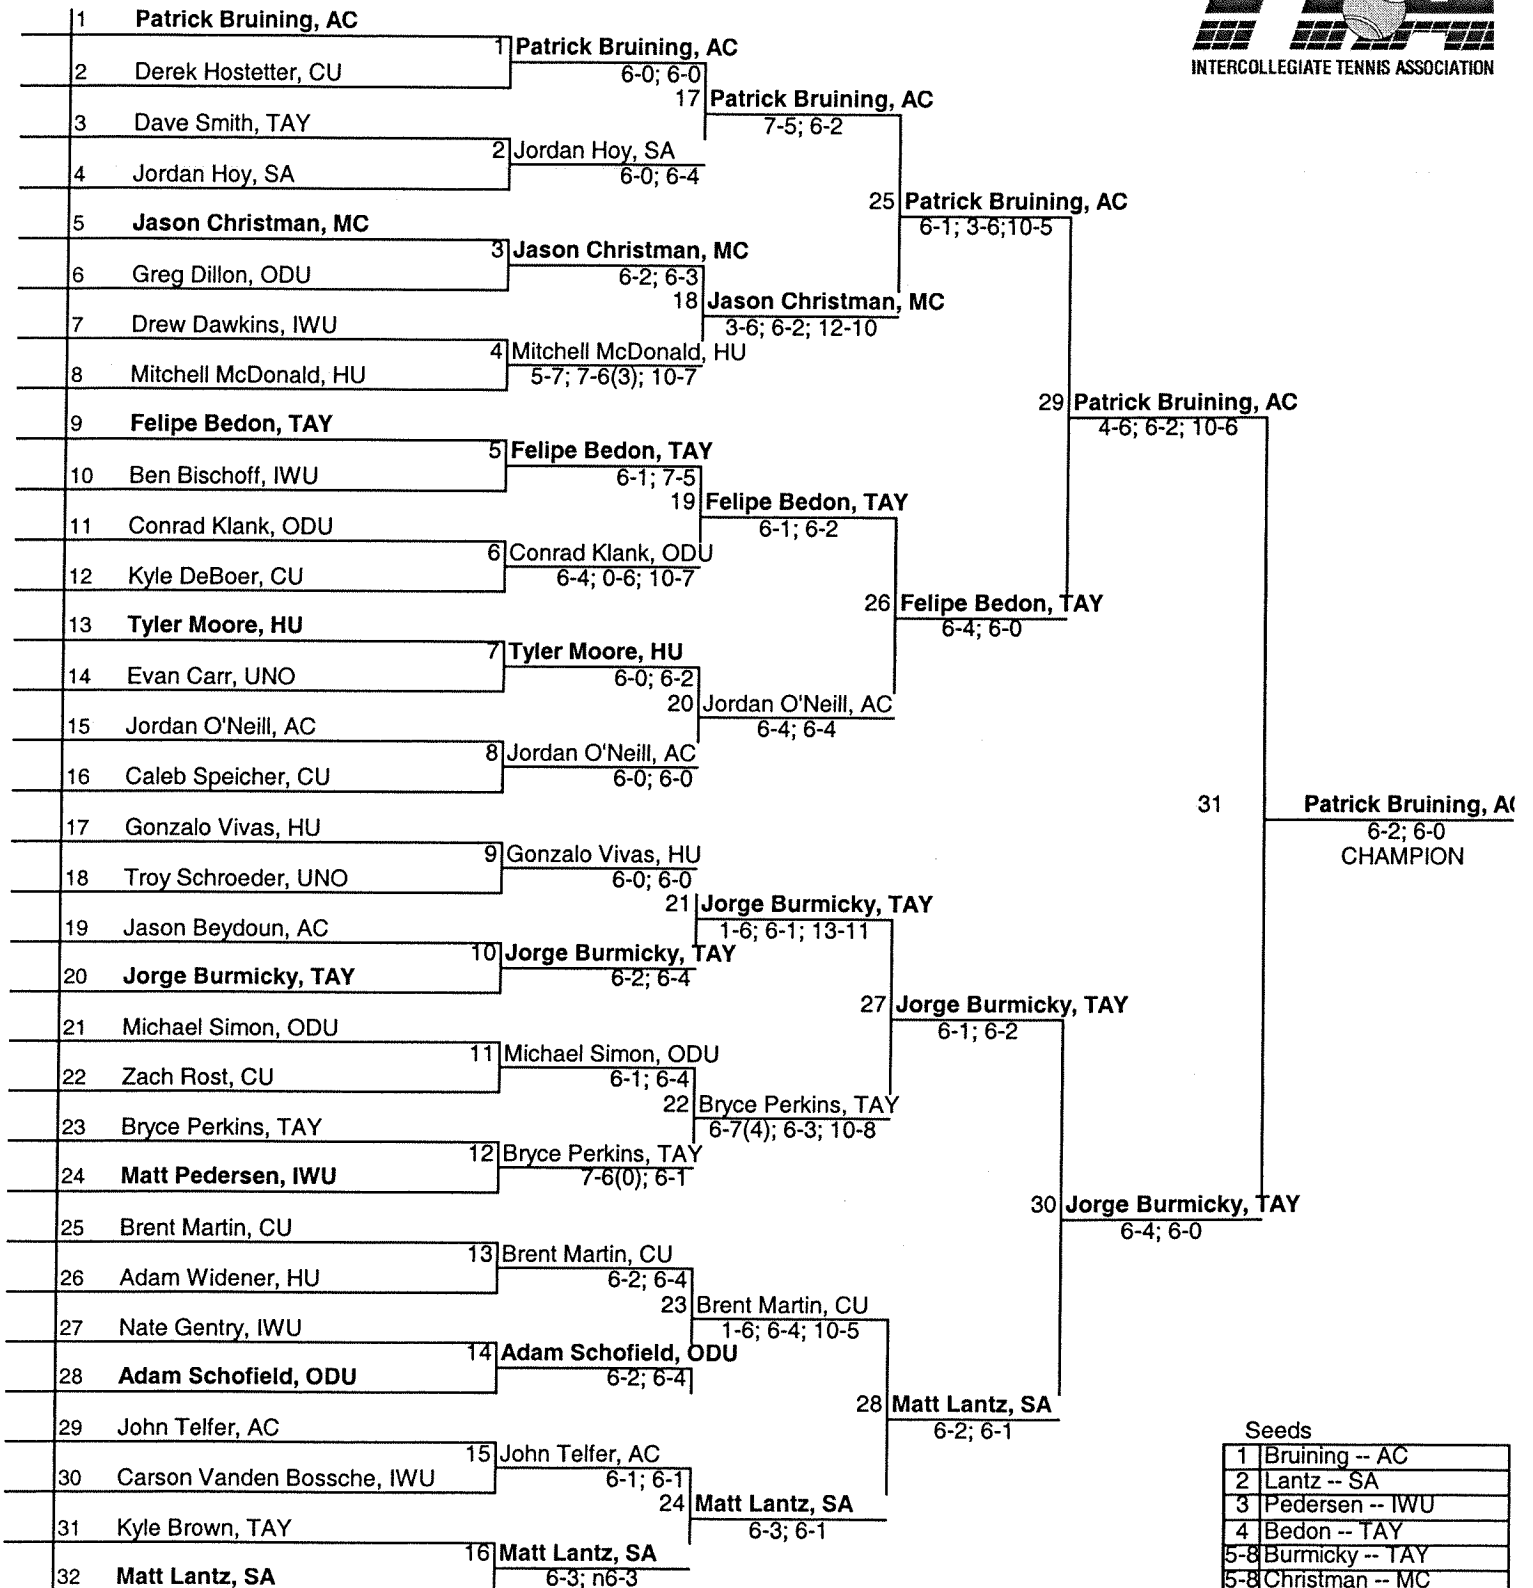 INTERCOLLEGIATE TENNIS ASSOCIATION
1 Patrick Bruining, AC
2 Derek Hostetter, CU
3 Dave Smith, TAY
4 Jordan Hoy, SA
5 Jason Christman, MC
6 Greg Dillon, ODU
7 Drew Dawkins, IWU
8 Mitchell McDonald, HU
9 Felipe Bedon, TAY
10 Ben Bischoff, IWU
11 Conrad Klank, ODU
12 Kyle DeBoer, CU
13 Tyler Moore, HU
14 Evan Carr, UNO
15 Jordan O'Neill, AC
16 Caleb Speicher, CU
17 Gonzalo Vivas, HU
18 Troy Schroeder, UNO
19 Jason Beydoun, AC
20 Jorge Burmicky, TAY
21 Michael Simon, ODU
22 Zach Rost, CU
23 Bryce Perkins, TAY
24 Matt Pedersen, IWU
25 Brent Martin, CU
26 Adam Widener, HU
27 Nate Gentry, IWU
28 Adam Schofield, ODU
29 John Telfer, AC
30 Carson Vanden Bossche, IWU
31 Kyle Brown, TAY
32 Matt Lantz, SA
1 Patrick Bruining, AC
6-0; 6-0
2 Jordan Hoy, SA
6-0; 6-4
3 Jason Christman, MC
6-2; 6-3
4 Mitchell McDonald, HU
5-7; 7-6(3); 10-7
5 Felipe Bedon, TAY
6-1; 7-5
6 Conrad Klank, ODU
6-4; 0-6; 10-7
7 Tyler Moore, HU
6-0; 6-2
8 Jordan O'Neill, AC
6-0; 6-0
9 Gonzalo Vivas, HU
6-0; 6-0
10 Jorge Burmicky, TAY
6-2; 6-4
11 Michael Simon, ODU
6-1; 6-4
12 Bryce Perkins, TAY
7-6(0); 6-1
13 Brent Martin, CU
6-2; 6-4
14 Adam Schofield, ODU
6-2; 6-4
15 John Telfer, AC
6-1; 6-1
16 Matt Lantz, SA
6-3; n6-3
17 Patrick Bruining, AC
7-5; 6-2
18 Jason Christman, MC
3-6; 6-2; 12-10
19 Felipe Bedon, TAY
6-1; 6-2
20 Jordan O'Neill, AC
6-4; 6-4
21 Jorge Burmicky, TAY
1-6; 6-1; 13-11
22 Bryce Perkins, TAY
6-7(4); 6-3; 10-8
23 Brent Martin, CU
1-6; 6-4; 10-5
24 Matt Lantz, SA
6-3; 6-1
25 Patrick Bruining, AC
6-1; 3-6;10-5
26 Felipe Bedon, TAY
6-4; 6-0
27 Jorge Burmicky, TAY
6-1; 6-2
28 Matt Lantz, SA
6-2; 6-1
29 Patrick Bruining, AC
4-6; 6-2; 10-6
30 Jorge Burmicky, TAY
6-4; 6-0
31 Patrick Bruining, A
6-2; 6-0
CHAMPION
Seeds
1 Bruining -- AC
2 Lantz -- SA
3 Pedersen -- IWU
4 Bedon -- TAY
5-8 Burmicky -- TAY
5-8 Christman -- MC